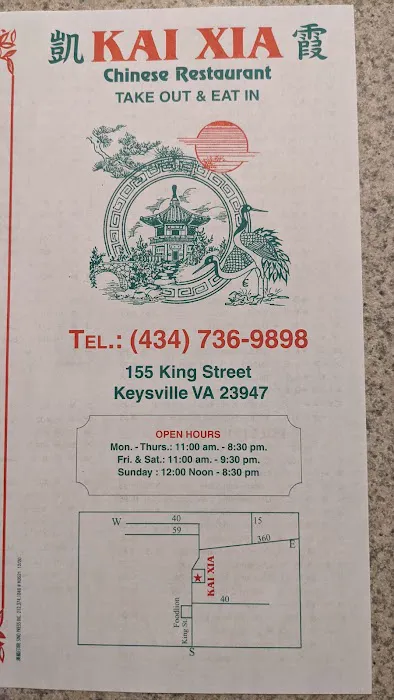 凱 KAI XIA 霞
Chinese Restaurant
TAKE OUT & EAT IN
TEL.: (434) 736-9898
155 King Street
Keysville VA 23947
OPEN HOURS
Mon. - Thurs.: 11:00 am. - 8:30 pm.
Fri. & Sat.: 11:00 am. - 9:30 pm.
Sunday : 12:00 Noon - 8:30 pm
W
40
59
15
360
E
KAI XIA
40
Foodlion
King St.
S